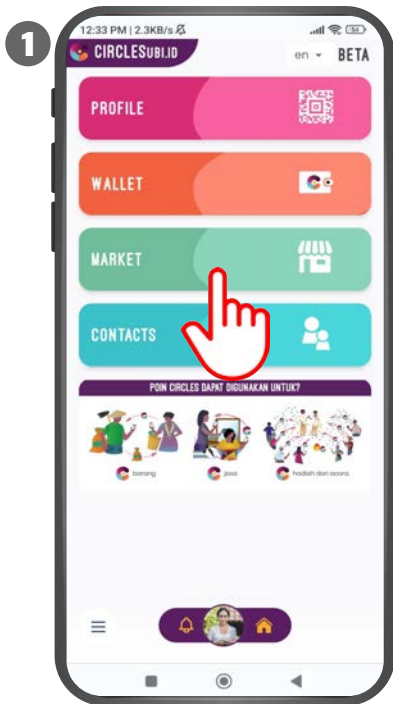 1
12:33 PM | 2.3KB/s
54
CIRCLESUBI.ID
en
BETA
PROFILE
WALLET
MARKET
CONTACTS
POIN CIRCLES DAPAT DIGUNAKAN UNTUK?
barang
jasa
hadiah dan acara